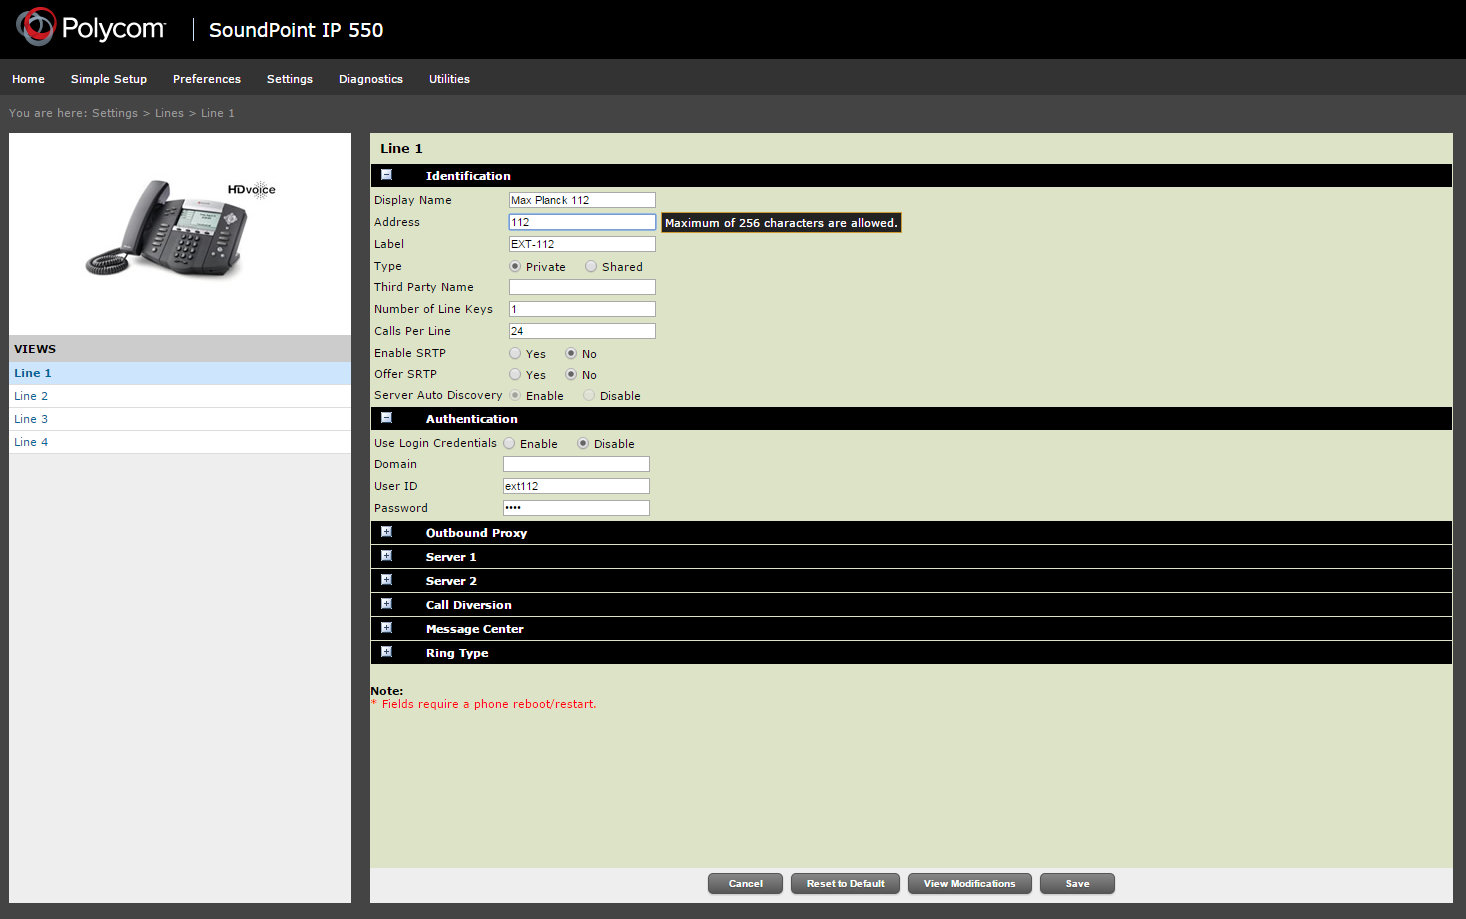 Polycom | SoundPoint IP 550
Home Simple Setup Preferences Settings Diagnostics Utilities
You are here: Settings > Lines > Line 1
HDvoice
VIEWS
Line 1
Line 2
Line 3
Line 4
Line 1
Identification
Display Name Max Planck 112
Address 112 Maximum of 256 characters are allowed.
Label EXT-112
Type Private Shared
Third Party Name
Number of Line Keys 1
Calls Per Line 24
Enable SRTP Yes No
Offer SRTP Yes No
Server Auto Discovery Enable Disable
Authentication
Use Login Credentials Enable Disable
Domain
User ID ext112
Password ••••
Outbound Proxy
Server 1
Server 2
Call Diversion
Message Center
Ring Type
Note:
* Fields require a phone reboot/restart.
Cancel Reset to Default View Modifications Save